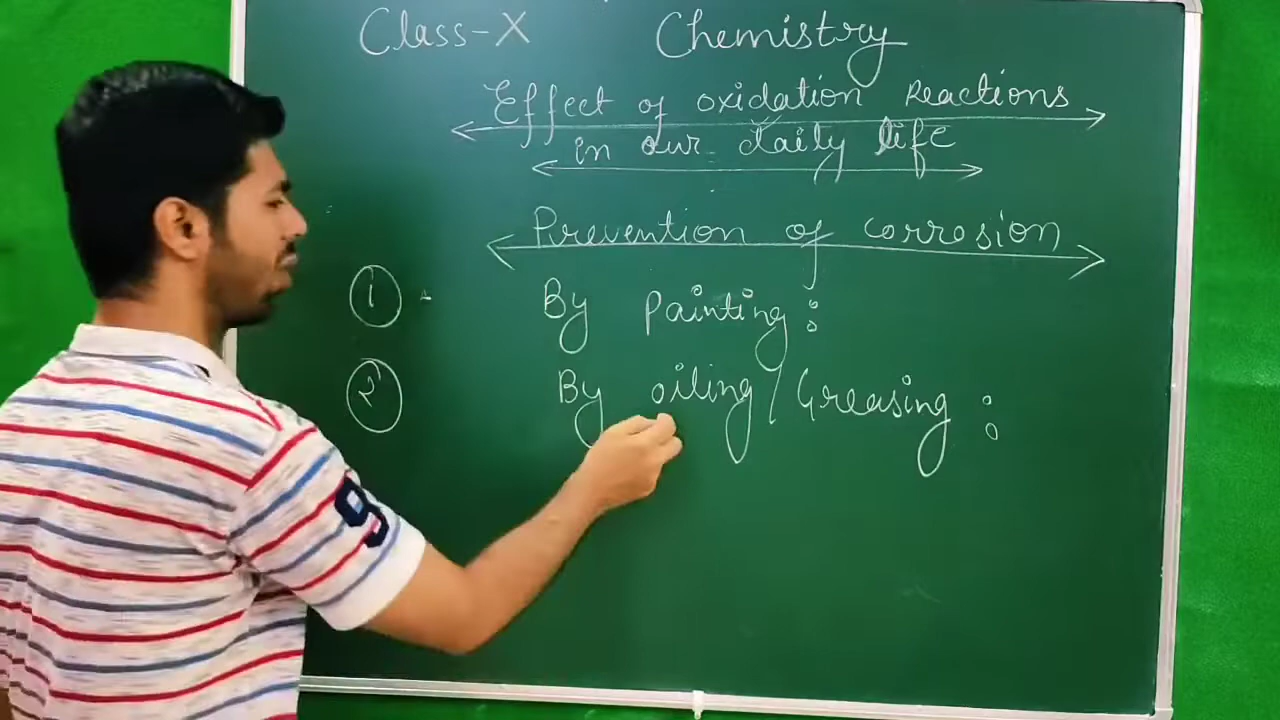 Class-X Chemistry
Effect of oxidation Reactions
in our daily life
Prevention of corrosion
1 By Painting:
2 By oiling/Greasing:
9